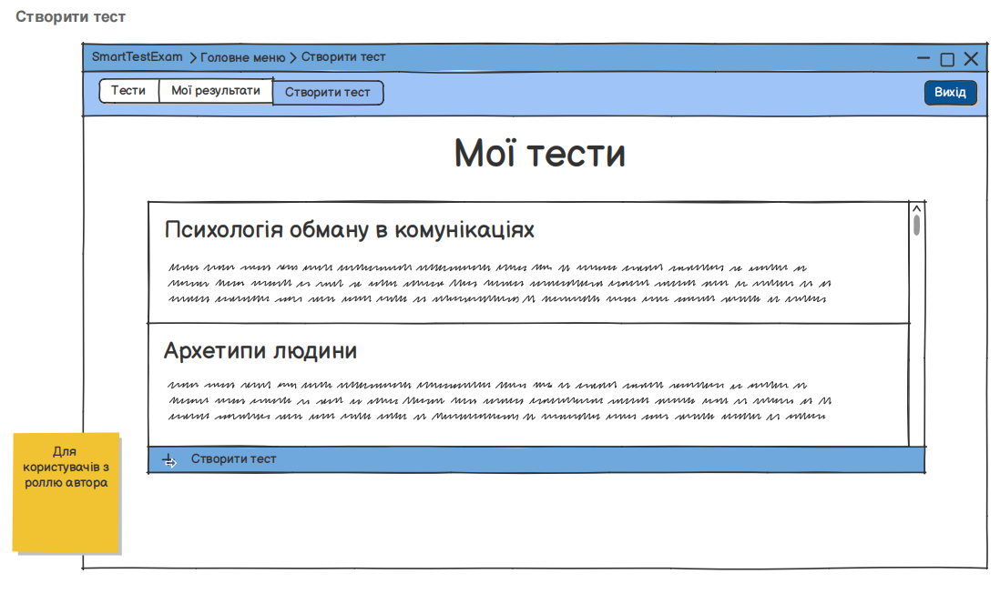 Створити тест
SmartTestExam > Головне меню > Створити тест
Тести Мої результати Створити тест Вихід
Мої тести
Психологія обману в комунікаціях
Архетипи людини
Створити тест
Для
користувачів з
роллю автора